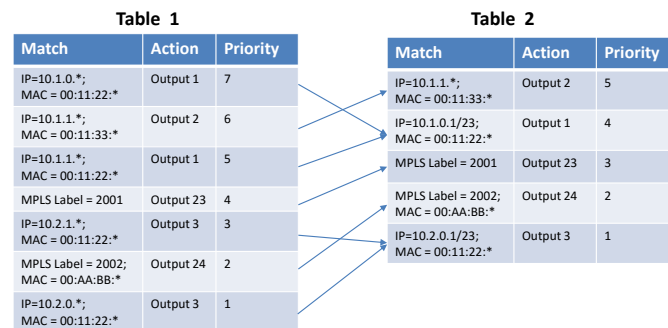 Table 1
Match Action Priority
IP=10.1.0.*; Output 1 7
MAC = 00:11:22:*
IP=10.1.1.*; Output 2 6
MAC = 00:11:33:*
IP=10.1.1.*; Output 1 5
MAC = 00:11:22:*
MPLS Label = 2001 Output 23 4
IP=10.2.1.*; Output 3 3
MAC = 00:11:22:*
MPLS Label = 2002; Output 24 2
MAC = 00:AA:BB:*
IP=10.2.0.*; Output 3 1
MAC = 00:11:22:*
Table 2
Match Action Priority
IP=10.1.1.*; Output 2 5
MAC = 00:11:33:*
IP=10.1.0.1/23; Output 1 4
MAC = 00:11:22:*
MPLS Label = 2001 Output 23 3
MPLS Label = 2002; Output 24 2
MAC = 00:AA:BB:*
IP=10.2.0.1/23; Output 3 1
MAC = 00:11:22:*